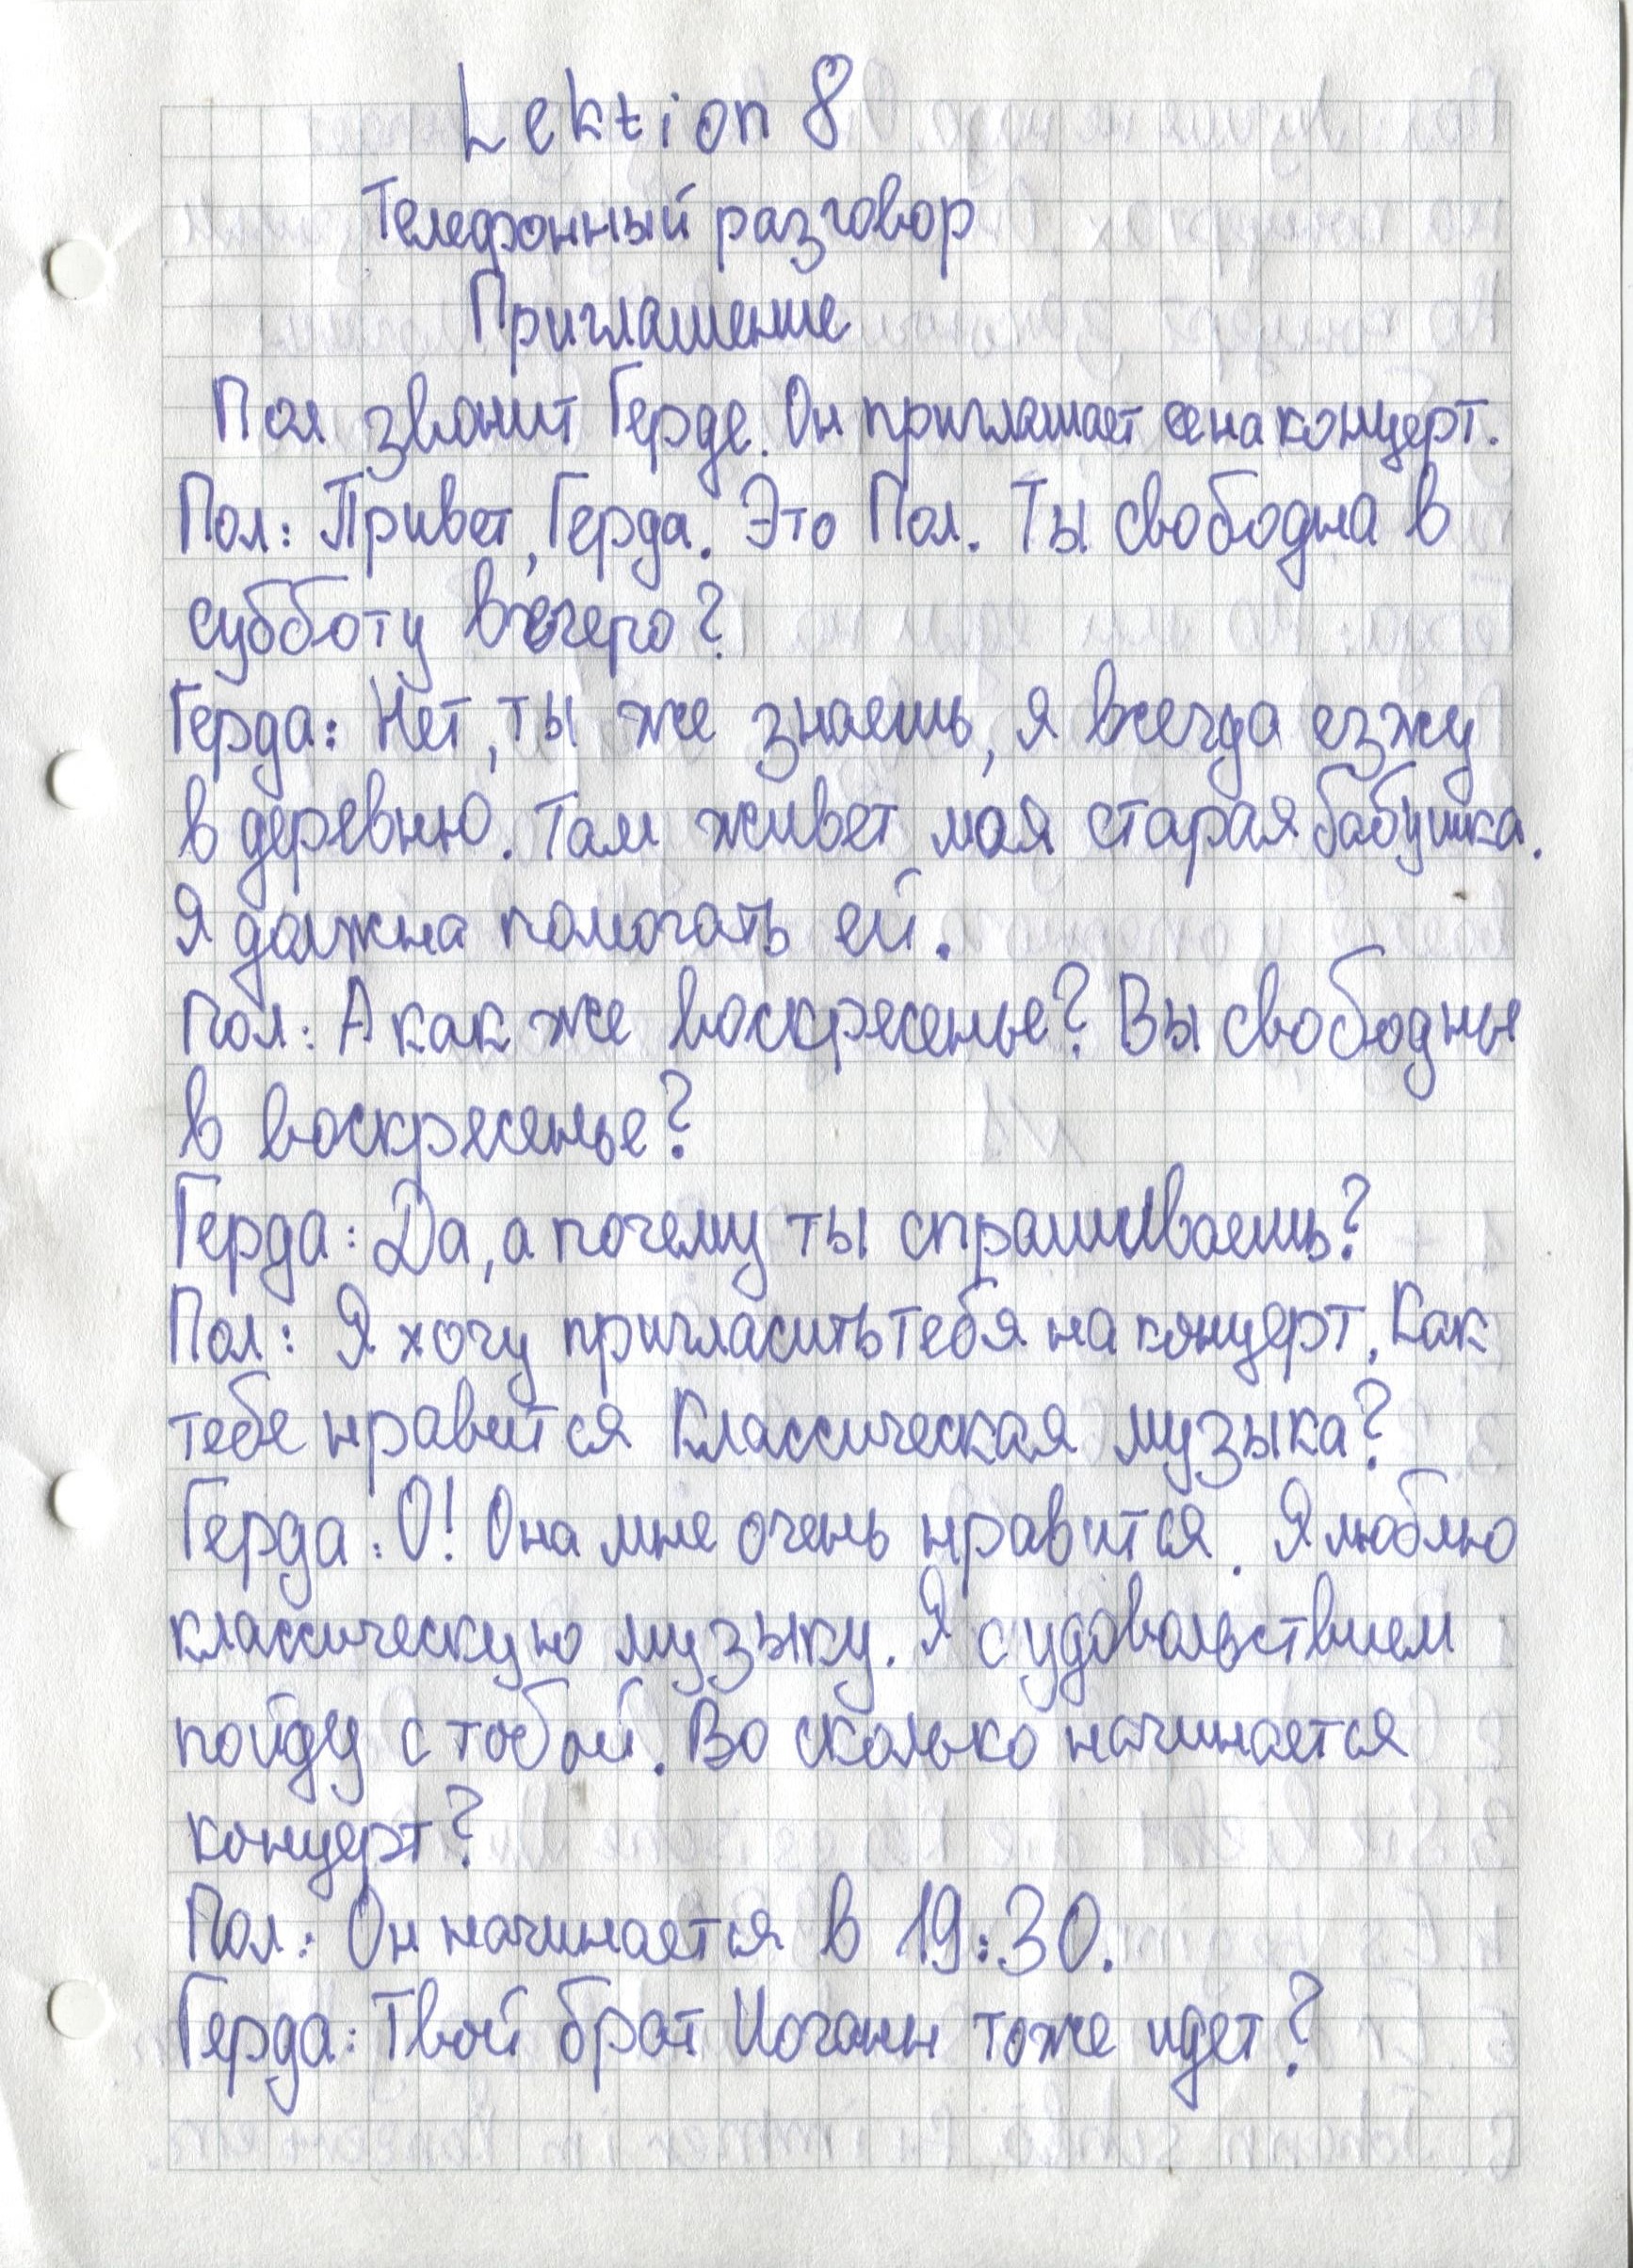 Lektion 8
Телефонный разговор
Приглашение
Пол звонит Герде. Он приглашает ее на концерт.
Пол: Привет, Герда. Это Пол. Ты свободна в
субботу вечеро?
Герда: Нет, ты же знаешь, я всегда езжу
в деревню. Там живет моя старая бабушка.
Я должна помогать ей.
Пол: А как же воскресенье? Вы свободны
в воскресенье?
Герда: Да, а почему ты спрашиваешь?
Пол: Я хочу пригласить тебя на концерт. Как
тебе нравится классическая музыка?
Герда: О! Она мне очень нравится. Я люблю
классическую музыку. Я с удовольствием
пойду с тобой. Во сколько начинается
концерт?
Пол: Он начинается в 19:30.
Герда: Твой брат Иоганн тоже идет?